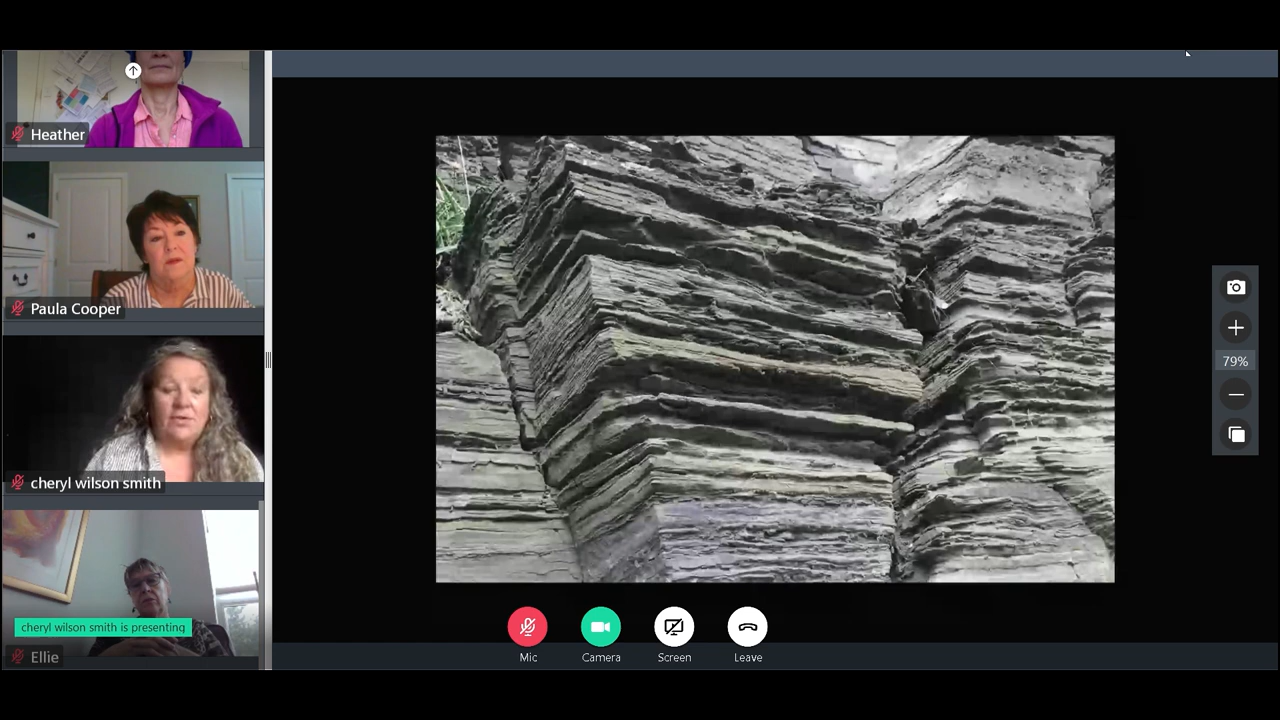 Heather
Paula Cooper
cheryl wilson smith
cheryl wilson smith is presenting
Ellie
79%
Mic
Camera
Screen
Leave